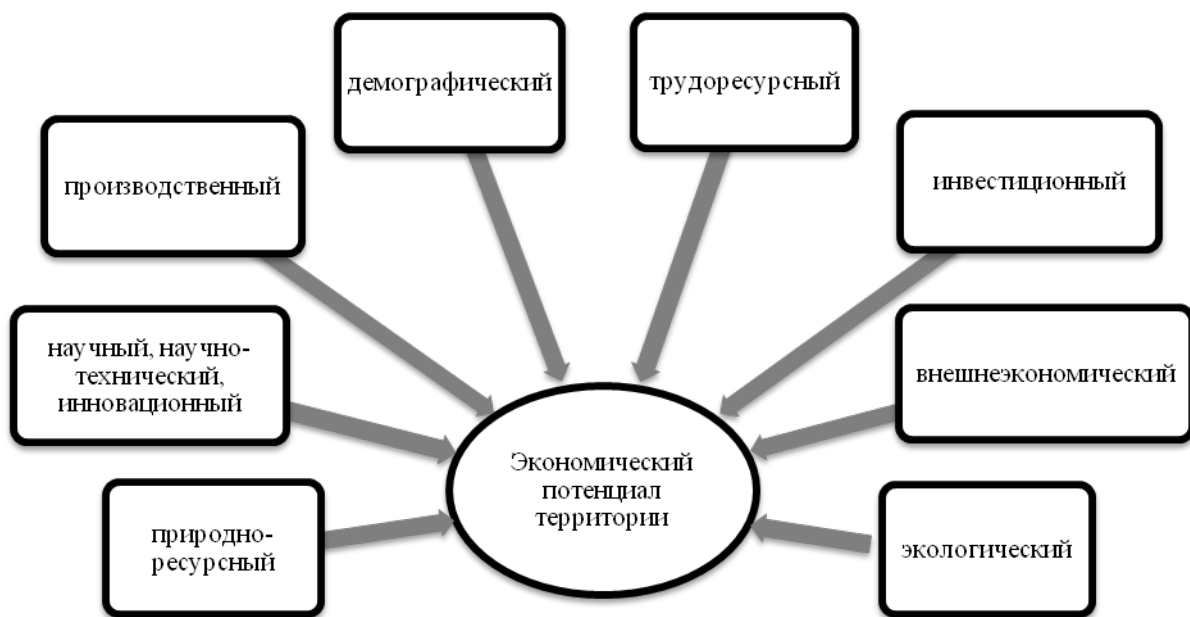 демографический
трудоресурсный
производственный
инвестиционный
научный, научно-
технический,
инновационный
внешнеэкономический
Экономический
потенциал
территории
природно-
ресурсный
экологический